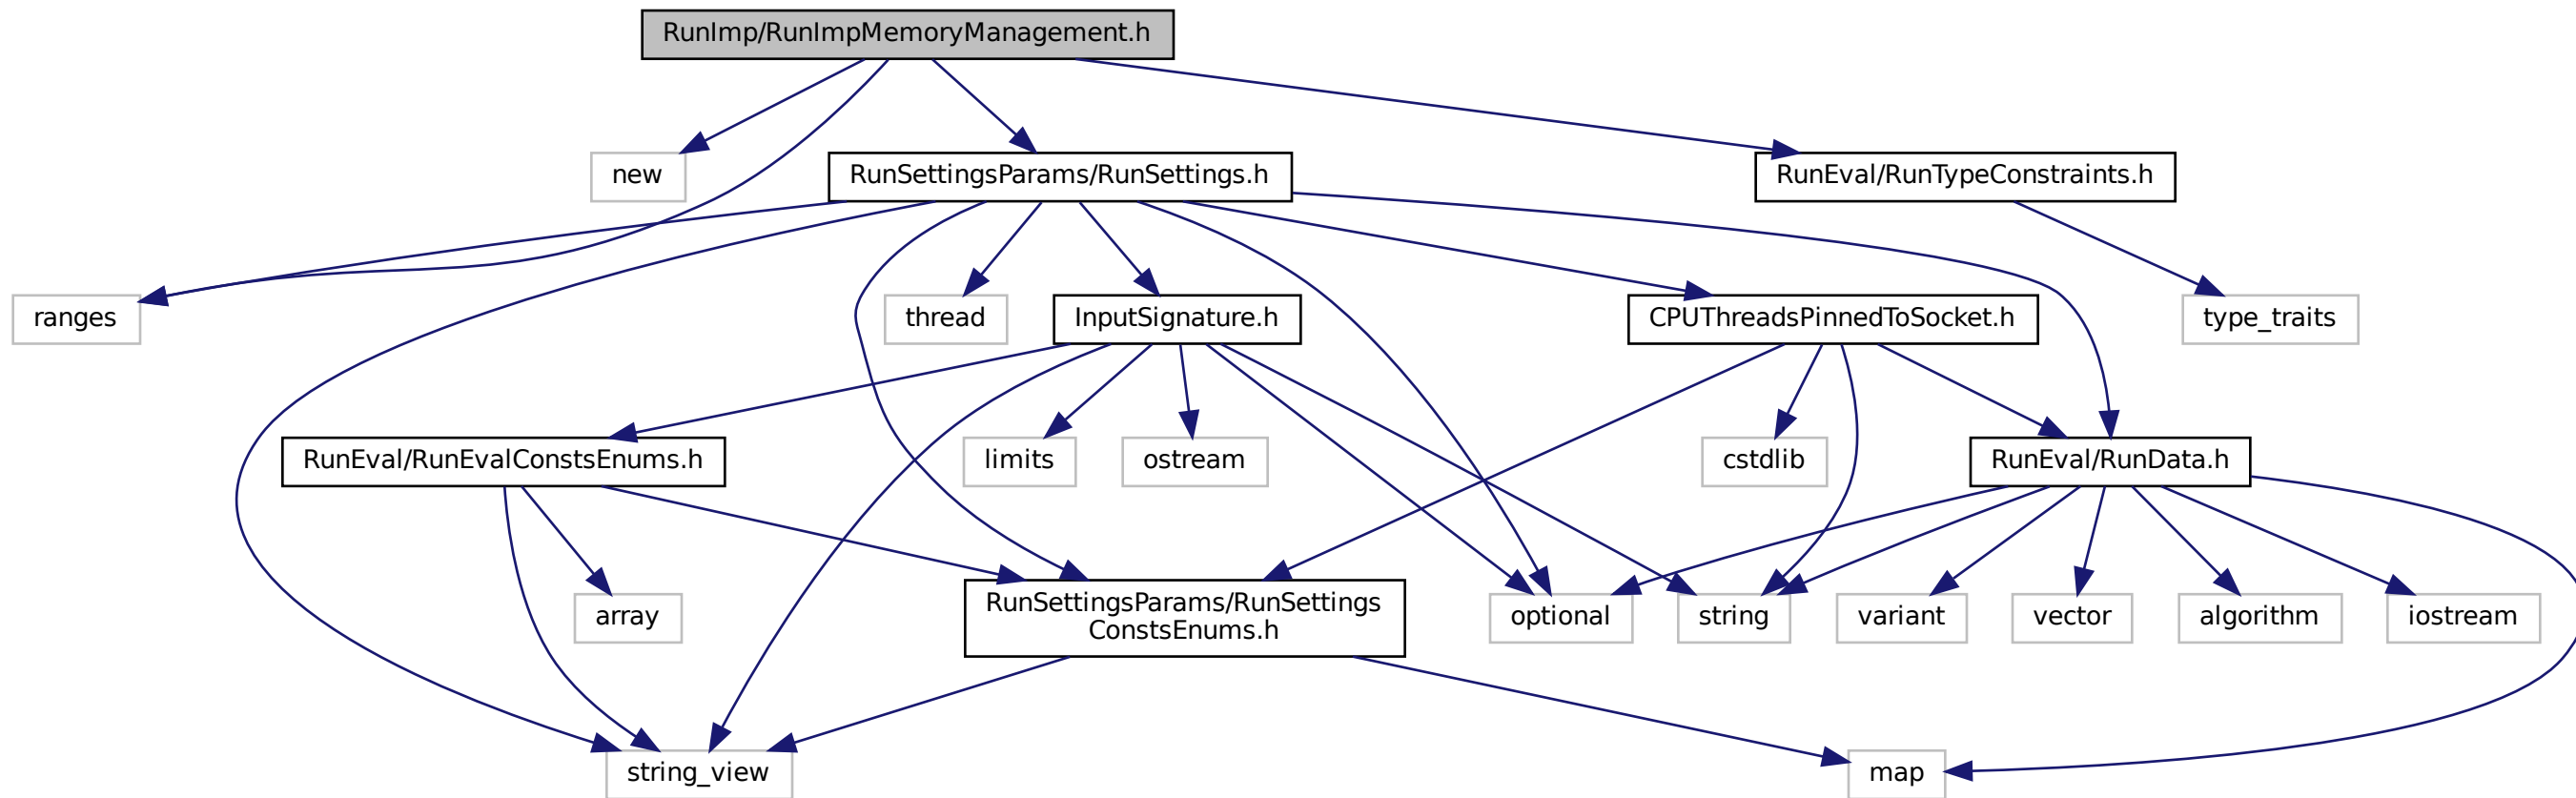 RunImp/RunImpMemoryManagement.h
new
RunSettingsParams/RunSettings.h
RunEval/RunTypeConstraints.h
ranges
thread
InputSignature.h
CPUThreadsPinnedToSocket.h
type_traits
RunEval/RunEvalConstsEnums.h
limits
ostream
cstdlib
RunEval/RunData.h
array
RunSettingsParams/RunSettings
ConstsEnums.h
optional
string
variant
vector
algorithm
iostream
string_view
map